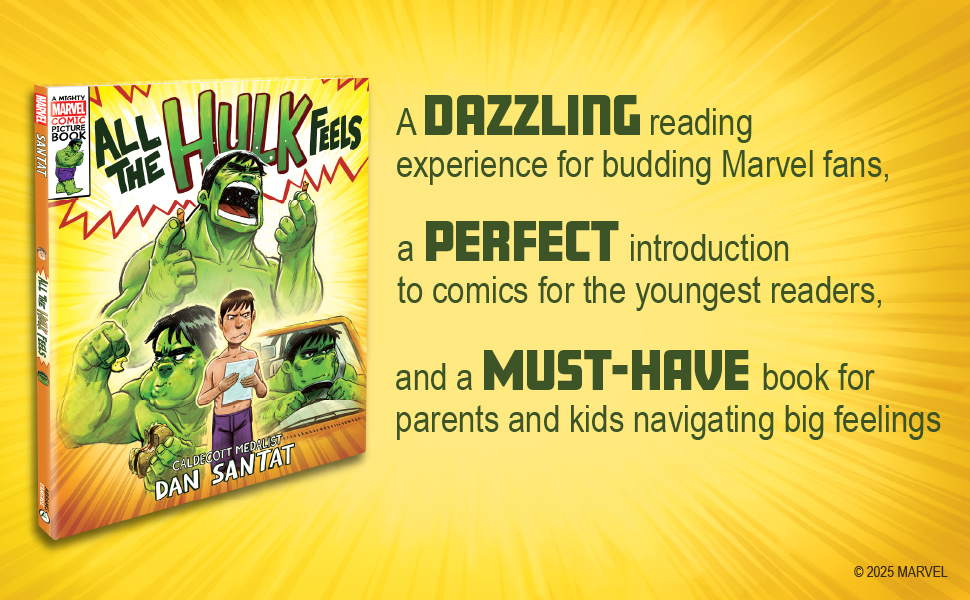 A MIGHTY
MARVEL
COMIC
PICTURE
BOOK
ALL
THE
HULK
FEELS
CALDECOTT MEDALIST
DAN SANTAT
MARVEL
SANTAT
ALL THE HULK FEELS
A DAZZLING reading
experience for budding Marvel fans,
a PERFECT introduction
to comics for the youngest readers,
and a MUST-HAVE book for
parents and kids navigating big feelings
© 2025 MARVEL